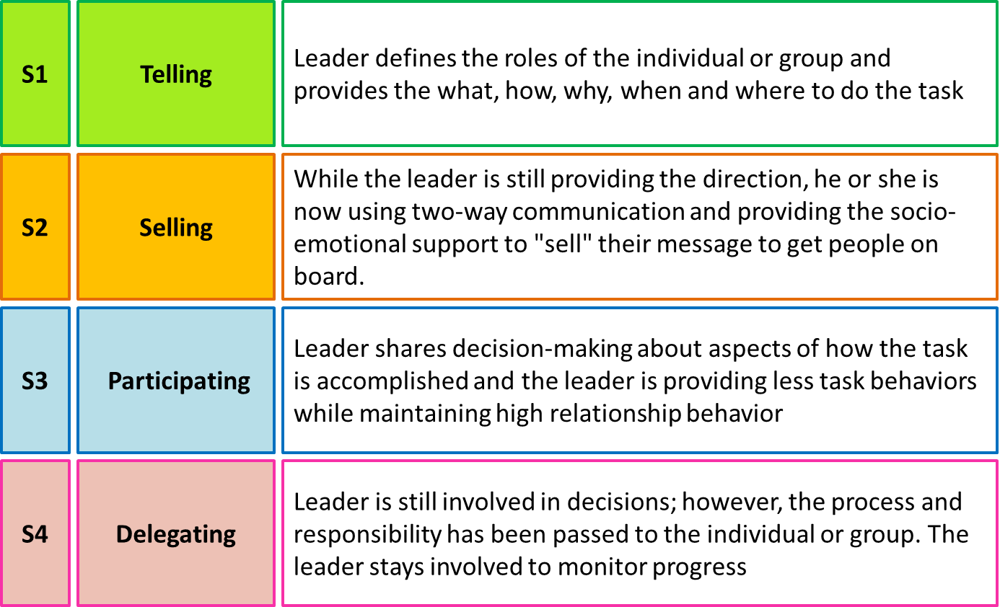 S1
Telling
Leader defines the roles of the individual or group and
provides the what, how, why, when and where to do the task
S2
Selling
While the leader is still providing the direction, he or she is
now using two-way communication and providing the socio-
emotional support to "sell" their message to get people on
board.
S3
Participating
Leader shares decision-making about aspects of how the task
is accomplished and the leader is providing less task behaviors
while maintaining high relationship behavior
S4
Delegating
Leader is still involved in decisions; however, the process and
responsibility has been passed to the individual or group. The
leader stays involved to monitor progress